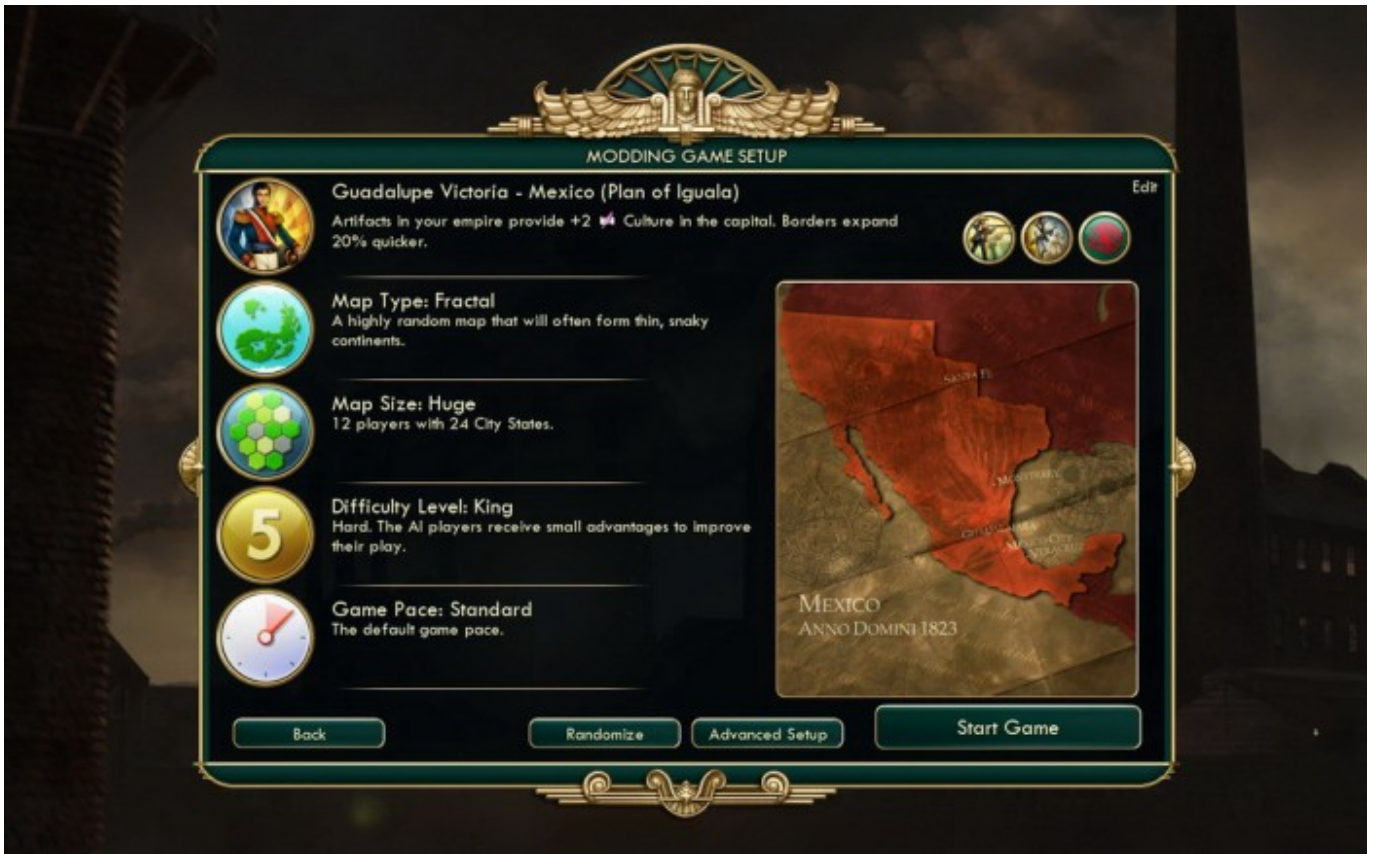 MODDING GAME SETUP
Edit
Guadalupe Victoria - Mexico (Plan of Iguala)
Artifacts in your empire provide +2 Culture in the capital. Borders expand
20% quicker.
Map Type: Fractal
A highly random map that will often form thin, snaky
continents.
Map Size: Huge
12 players with 24 City States.
5
Difficulty Level: King
Hard. The AI players receive small advantages to improve
their play.
Game Pace: Standard
The default game pace.
SANTA FE
MONTERREY
MEXICO CITY
VERACRUZ
MEXICO
ANNO DOMINI 1823
Back
Randomize
Advanced Setup
Start Game